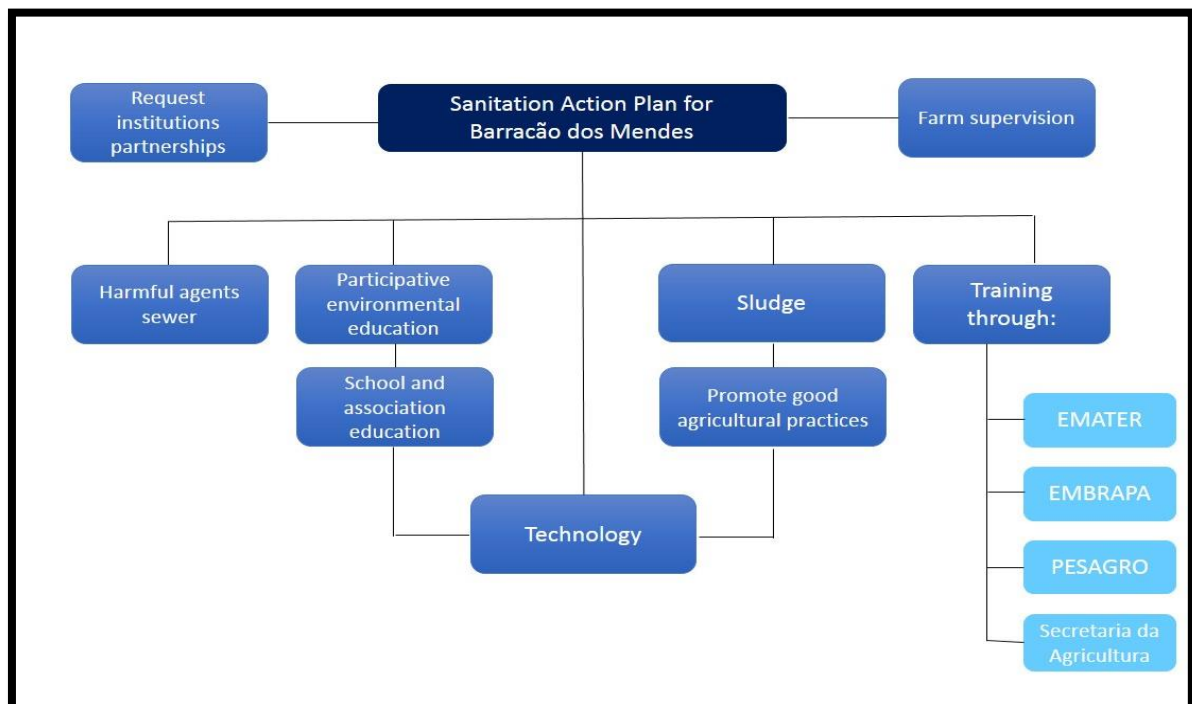 Request
institutions
partnerships
Sanitation Action Plan for
Barracão dos Mendes
Farm supervision
Harmful agents
sewer
Participative
environmental
education
Sludge
Training
through:
School and
association
education
Promote good
agricultural practices
Technology
EMATER
EMBRAPA
PESAGRO
Secretaria da
Agricultura